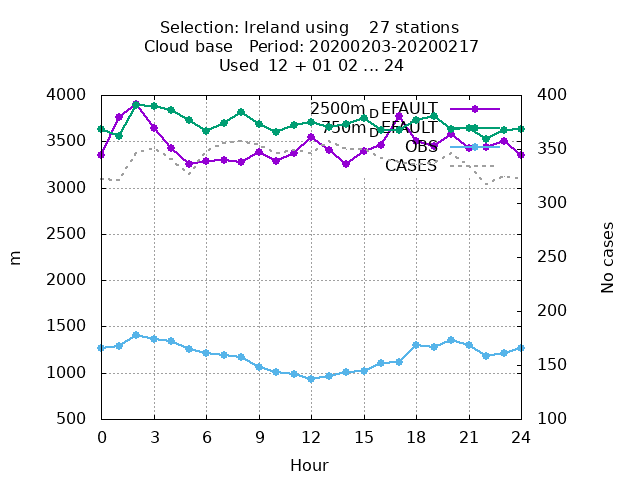 Selection: Ireland using    27 stations
Cloud base   Period: 20200203-20200217
Used  12 + 01 02 ... 24
4000 400
2500m_DEFAULT
750m_DEFAULT
3500 350
OBS
CASES
3000 300
2500 250
m No cases
2000 200
1500 150
1000
500 100
0 3 6 9 12 15 18 21 24
Hour